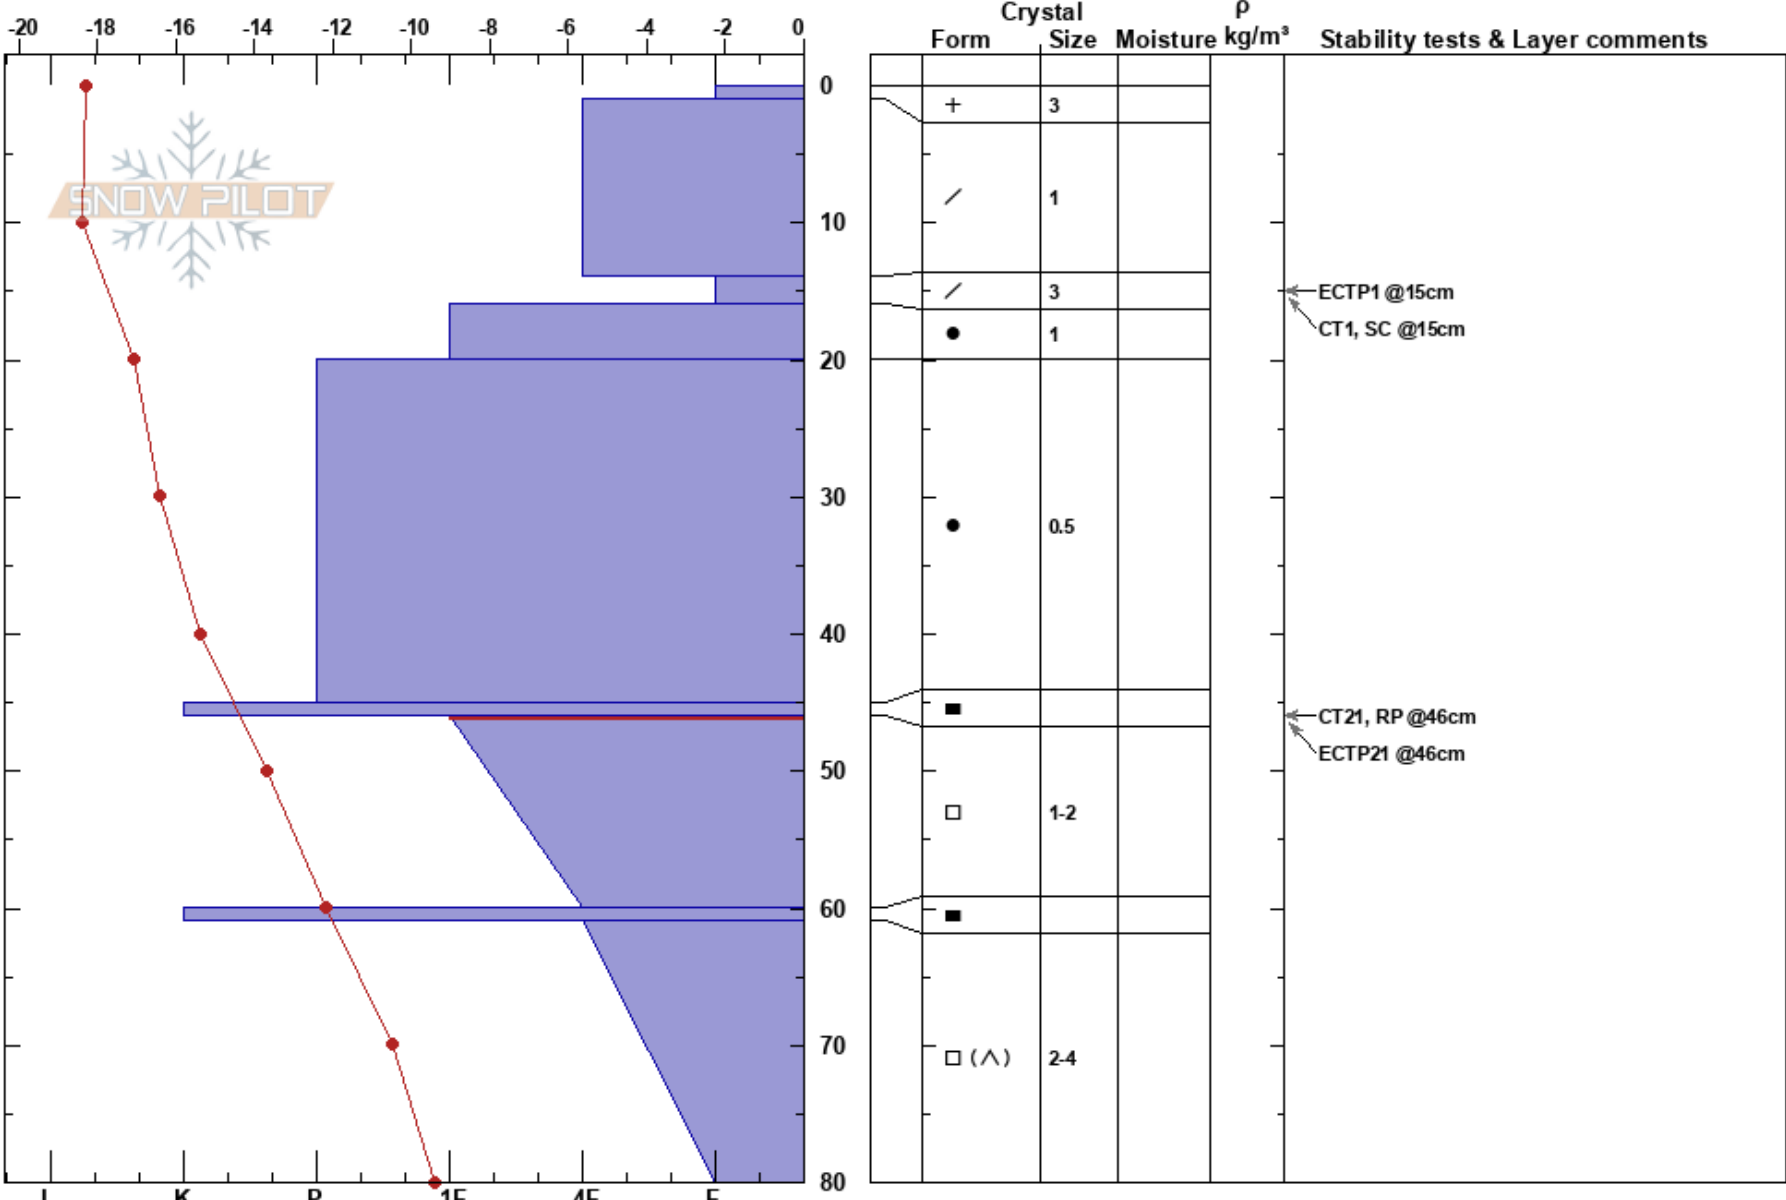 Crystal ρ
-20 -18 -16 -14 -12 -10 -8 -6 -4 -2 0 Form Size Moisture kg/m³ Stability tests & Layer comments
0
+ 3
SNOW PILOT
1
10
3 ECTP1 @15cm
1 CT1, SC @15cm
20
30
0.5
40
CT21, RP @46cm
ECTP21 @46cm
50
1-2
60
70
(∧) 2-4
80
I K P 1F 4F F